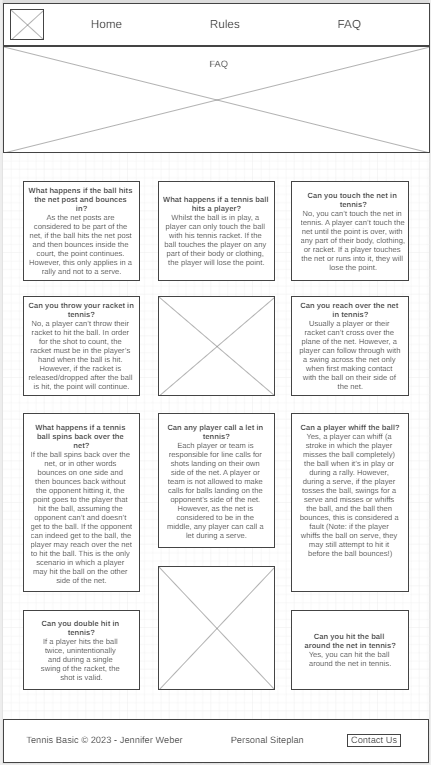 Home Rules FAQ
FAQ
What happens if the ball hits
the net post and bounces
in?
As the net posts are
considered to be part of the
net, if the ball hits the net post
and then bounces inside the
court, the point continues.
However, this only applies in a
rally and not to a serve.
What happens if a tennis ball
hits a player?
Whilst the ball is in play, a
player can only touch the ball
with his tennis racket. If the
ball touches the player on any
part of their body or clothing,
the player will lose the point.
Can you touch the net in
tennis?
No, you can't touch the net in
tennis. A player can't touch the
net until the point is over, with
any part of their body, clothing,
or racket. If a player touches
the net or runs into it, they will
lose the point.
Can you throw your racket in
tennis?
No, a player can't throw their
racket to hit the ball. In order
for the shot to count, the
racket must be in the player's
hand when the ball is hit.
However, if the racket is
released/dropped after the ball
is hit, the point will continue.
Can you reach over the net
in tennis?
Usually a player or their
racket can't cross over the
plane of the net. However, a
player can follow through with
a swing across the net only
when first making contact
with the ball on their side of
the net.
What happens if a tennis
ball spins back over the
net?
If the ball spins back over the
net, or in other words
bounces on one side and
then bounces back without
the opponent hitting it, the
point goes to the player that
hit the ball, assuming the
opponent can't and doesn't
get to the ball. If the opponent
can indeed get to the ball, the
player may reach over the net
to hit the ball. This is the only
scenario in which a player
may hit the ball on the other
side of the net.
Can any player call a let in
tennis?
Each player or team is
responsible for line calls for
shots landing on their own
side of the net. A player or
team is not allowed to make
calls for balls landing on the
opponent's side of the net.
However, as the net is
considered to be in the
middle, any player can call a
let during a serve.
Can a player whiff the ball?
Yes, a player can whiff (a
stroke in which the player
misses the ball completely)
the ball when it's in play or
during a rally. However,
during a serve, if the player
tosses the ball, swings for a
serve and misses or whiffs
the ball, and the ball then
bounces, this is considered a
fault (Note: if the player
whiffs the ball on serve, they
may still attempt to hit it
before the ball bounces!)
Can you double hit in
tennis?
If a player hits the ball
twice, unintentionally
and during a single
swing of the racket, the
shot is valid.
Can you hit the ball
around the net in tennis?
Yes, you can hit the ball
around the net in tennis.
Tennis Basic © 2023 - Jennifer Weber Personal Siteplan Contact Us